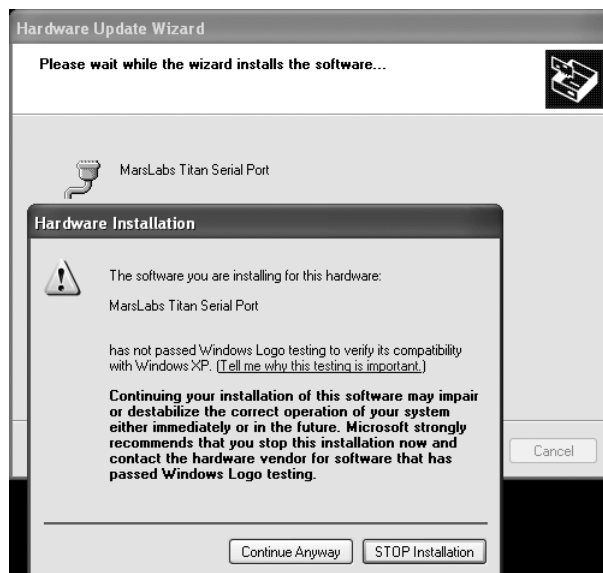 Hardware Update Wizard
Please wait while the wizard installs the software...
MarsLabs Titan Serial Port
Hardware Installation
The software you are installing for this hardware:
MarsLabs Titan Serial Port
has not passed Windows Logo testing to verify its compatibility
with Windows XP. (Tell me why this testing is important.)
Continuing your installation of this software may impair
or destabilize the correct operation of your system
either immediately or in the future. Microsoft strongly
recommends that you stop this installation now and
contact the hardware vendor for software that has
passed Windows Logo testing.
Cancel
Continue Anyway
STOP Installation